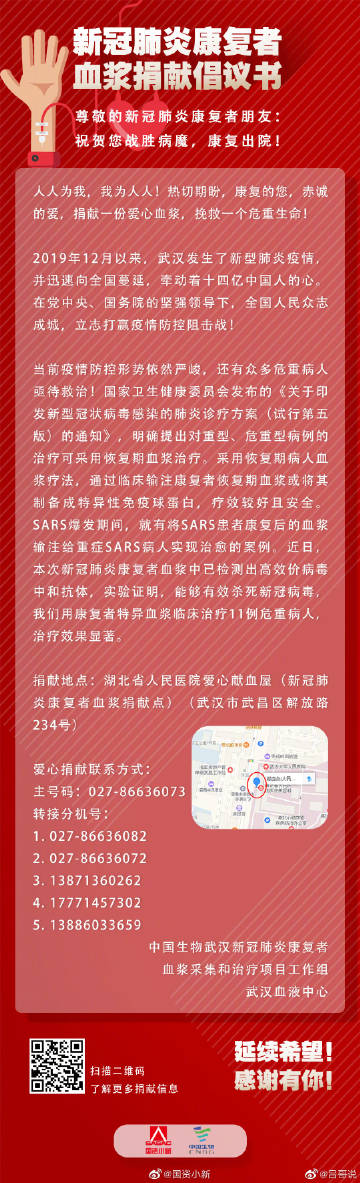 新冠肺炎康复者
血浆捐献倡议书
尊敬的新冠肺炎康复者朋友：
祝贺您战胜病魔，康复出院！
人人为我，我为人人！热切期盼，康复的您，赤诚
的爱，捐献一份爱心血浆，挽救一个危重生命！
2019年12月以来，武汉发生了新型肺炎疫情，
并迅速向全国蔓延，牵动着十四亿中国人的心。
在党中央、国务院的坚强领导下，全国人民众志
成城，立志打赢疫情防控阻击战！
当前疫情防控形势依然严峻，还有众多危重病人
亟待救治！国家卫生健康委员会发布的《关于印
发新型冠状病毒感染的肺炎诊疗方案（试行第五
版）的通知》，明确提出对重型、危重型病例的
治疗可采用恢复期血浆治疗。采用恢复期病人血
浆疗法，通过临床输注康复者恢复期血浆或将其
制备成特异性免疫球蛋白，疗效较好且安全。
SARS爆发期间，就有将SARS患者康复后的血浆
输注给重症SARS病人实现治愈的案例。近日，
本次新冠肺炎康复者血浆中已检测出高效价病毒
中和抗体，实验证明，能够有效杀死新冠病毒，
我们用康复者特异血浆临床治疗11例危重病人，
治疗效果显著。
捐献地点：湖北省人民医院爱心献血屋（新冠肺
炎康复者血浆捐献点）（武汉市武昌区解放路
234号）
爱心捐献联系方式：
主号码：027-86636073
转接分机号：
1. 027-86636082
2. 027-86636072
3. 13871360262
4. 17771457302
5. 13886033659
中国生物武汉新冠肺炎康复者
血浆采集和治疗项目工作组
武汉血液中心
扫描二维码
了解更多捐献信息
延续希望！
感谢有你！
SASAC
国资小新
中国生物
CNBG
@国资小新
@宫哥说